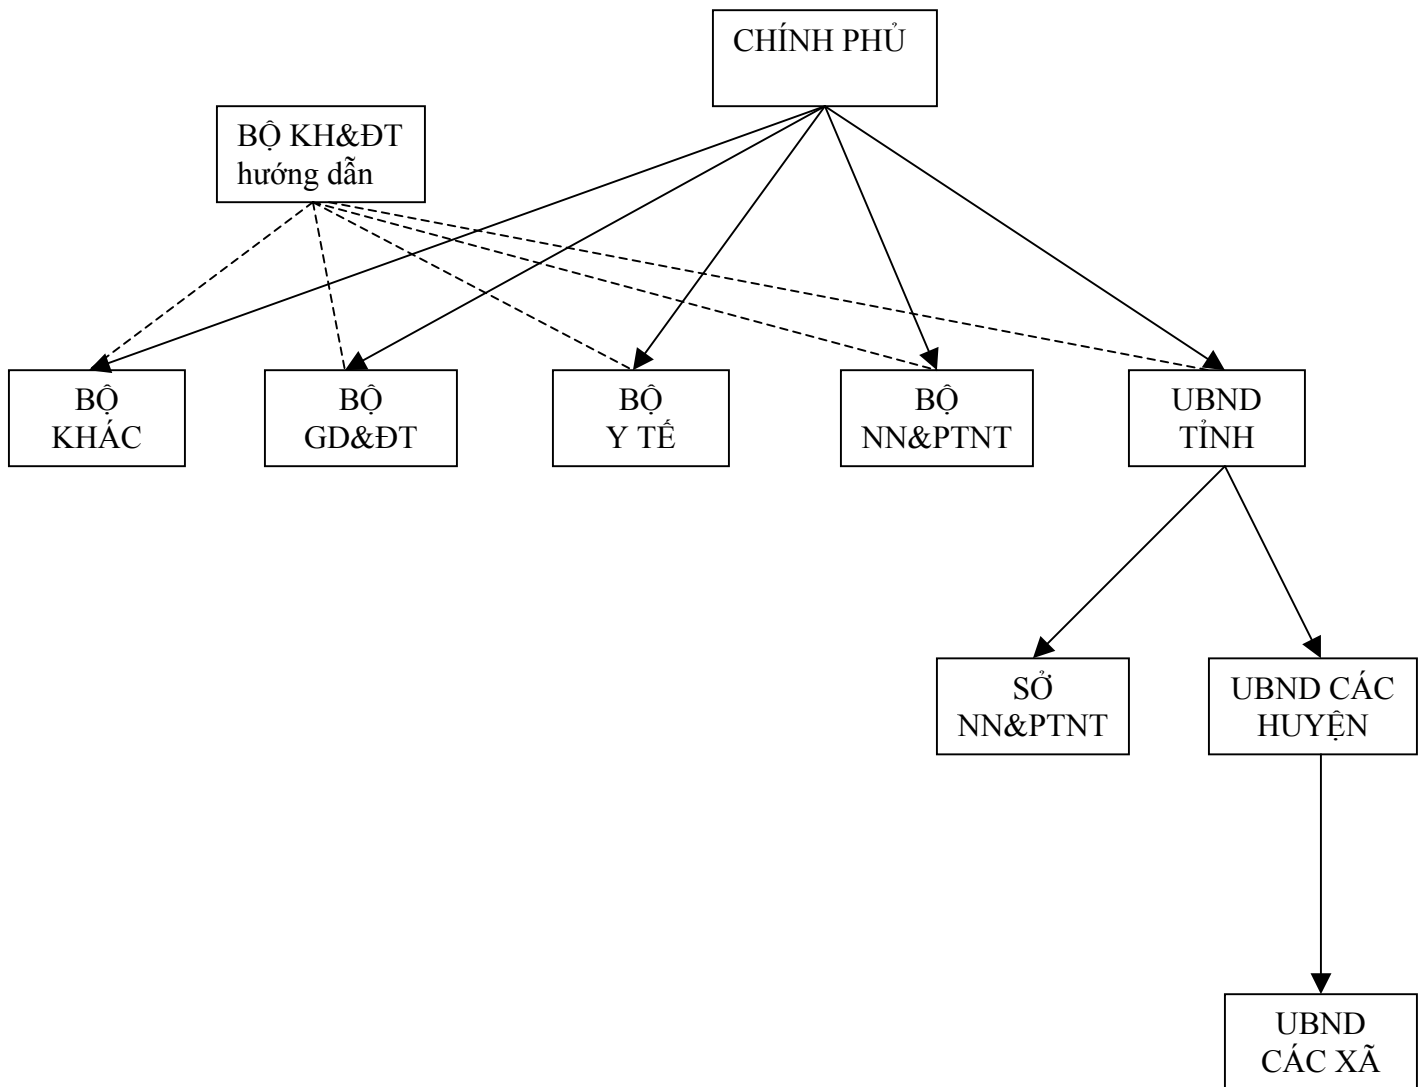 CHÍNH PHỦ
BỘ KH&ĐT
hướng dẫn
BỘ
KHÁC
BỘ
GD&ĐT
BỘ
Y TẾ
BỘ
NN&PTNT
UBND
TỈNH
SỞ
NN&PTNT
UBND CÁC
HUYỆN
UBND
CÁC XÃ